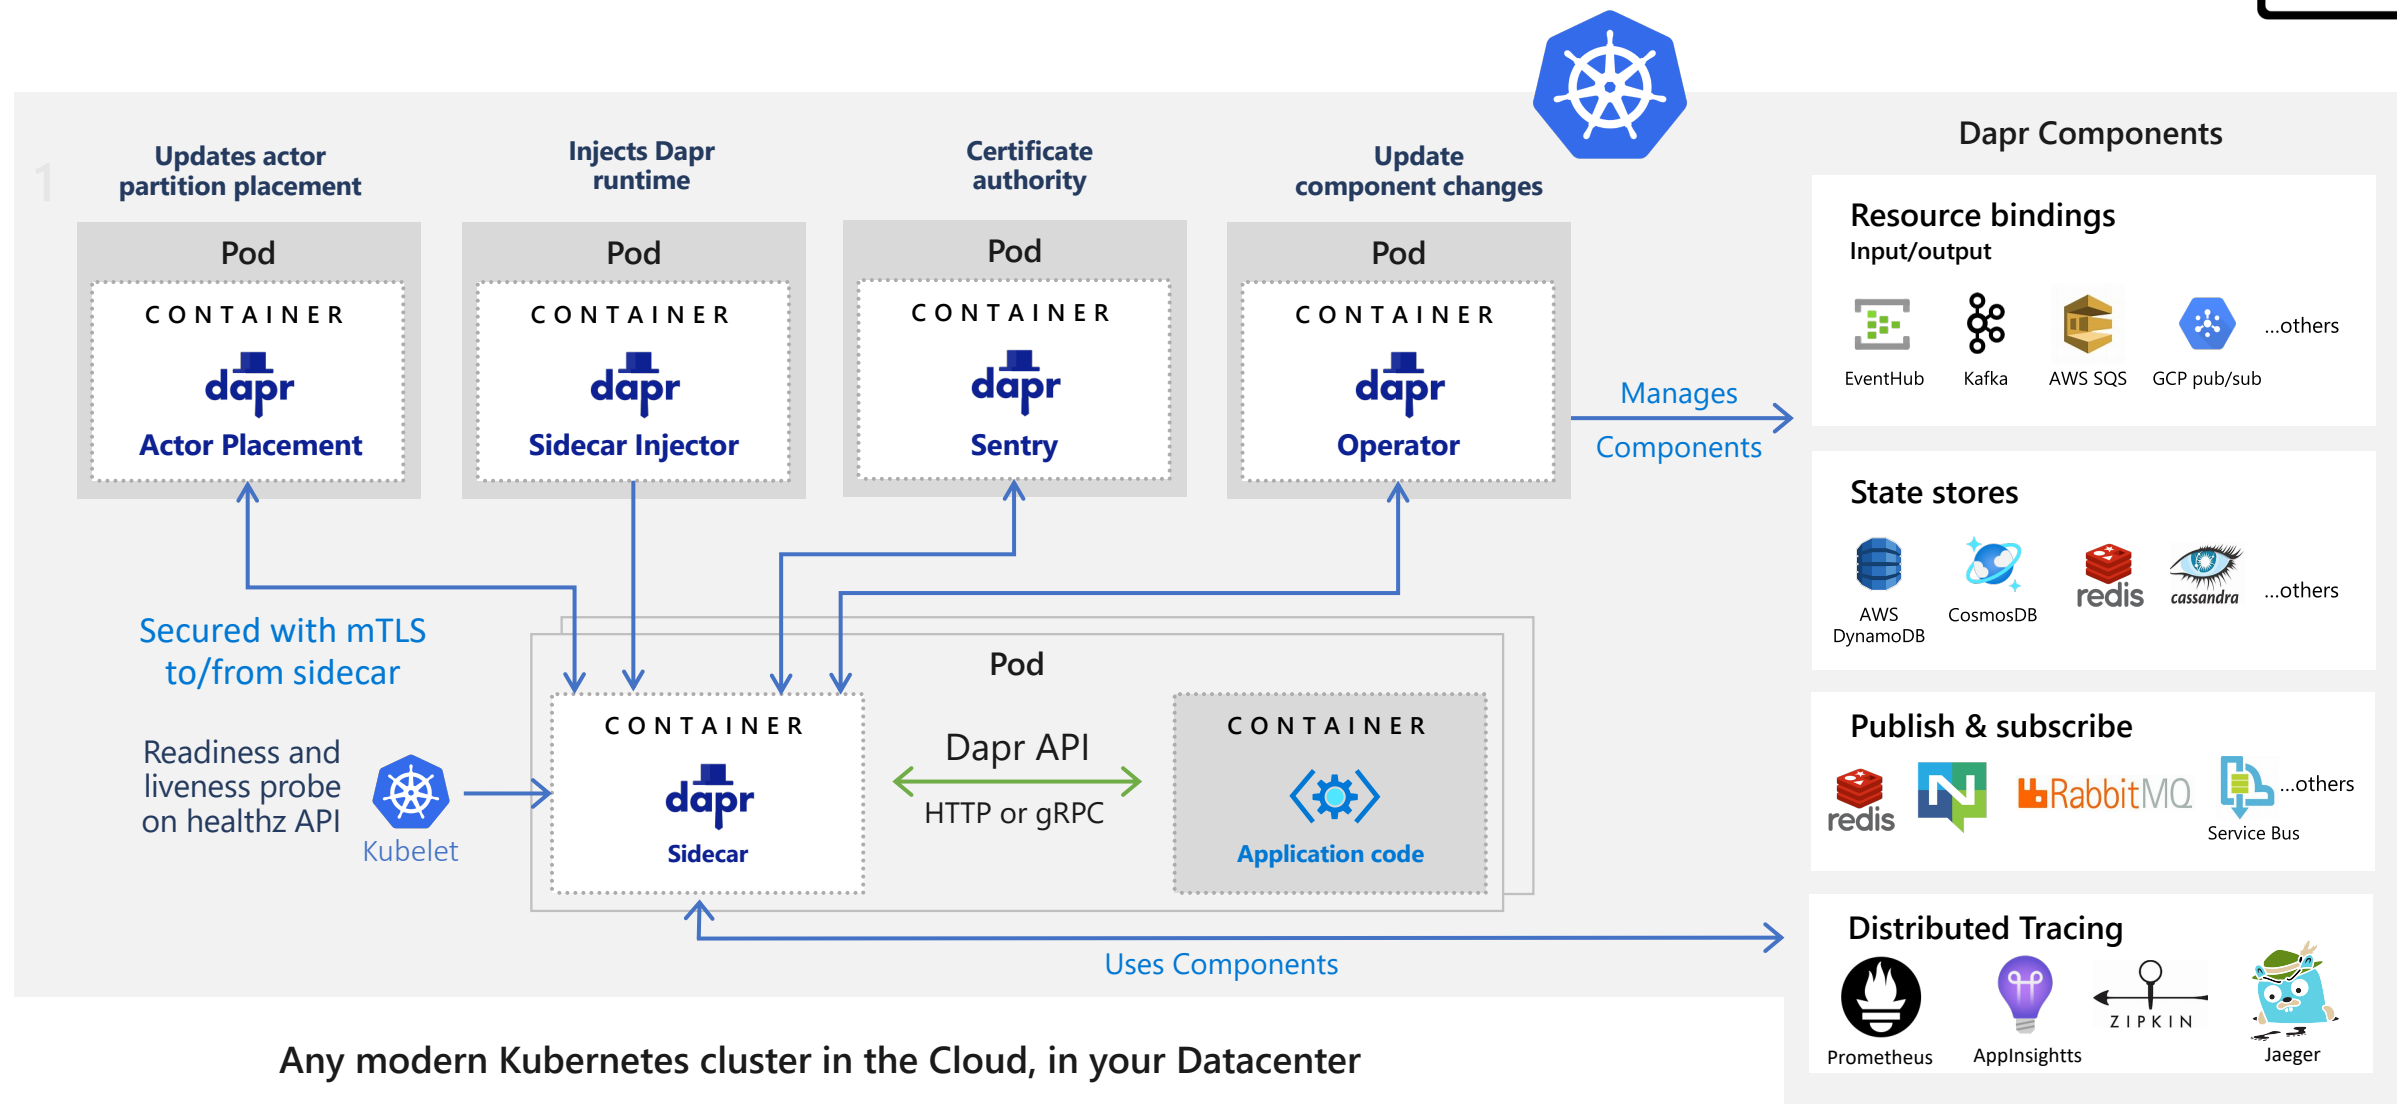 1
Updates actor
partition placement
Injects Dapr
runtime
Certificate
authority
Update
component changes
Pod
CONTAINER
dapr
Actor Placement
Pod
CONTAINER
dapr
Sidecar Injector
Pod
CONTAINER
dapr
Sentry
Pod
CONTAINER
dapr
Operator
Manages
Components
Secured with mTLS
to/from sidecar
Readiness and
liveness probe
on healthz API
Kubelet
Pod
CONTAINER
dapr
Sidecar
Dapr API
HTTP or gRPC
CONTAINER
Application code
Uses Components
Any modern Kubernetes cluster in the Cloud, in your Datacenter
Dapr Components
Resource bindings
Input/output
EventHub
Kafka
AWS SQS
GCP pub/sub
...others
State stores
AWS
DynamoDB
CosmosDB
redis
cassandra
...others
Publish & subscribe
redis
N
RabbitMQ
Service Bus
...others
Distributed Tracing
Prometheus
AppInsightts
ZIPKIN
Jaeger